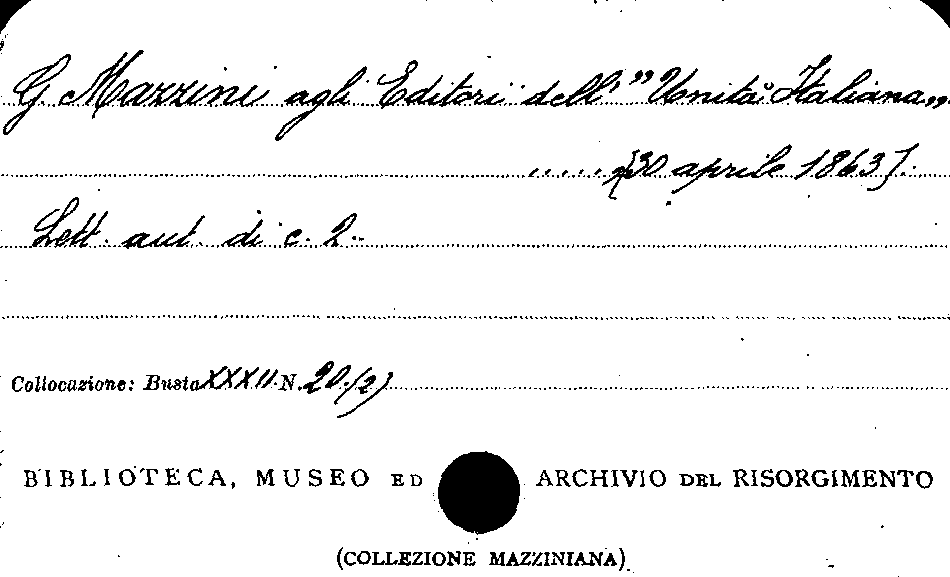 G Mazzini agli Editori dell' "Unità Italiana"
..... [30 aprile 1863].
Lett. aut. di c. 2.
Collocazione: Busta XXXII N. 20 (2)
BIBLIOTECA, MUSEO ED ARCHIVIO DEL RISORGIMENTO
(COLLEZIONE MAZZINIANA)